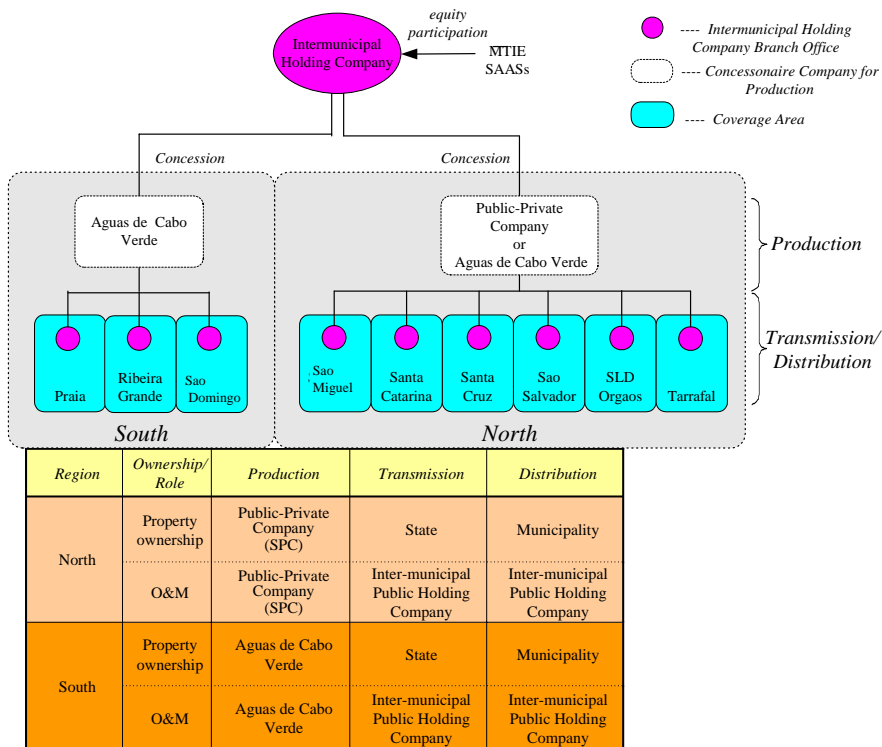 equity
participation
Intermunicipal
Holding Company
MTIE
SAASs
---- Intermunicipal Holding
Company Branch Office
---- Concessonaire Company for
Production
---- Coverage Area
Concession
Concession
Aguas de Cabo
Verde
Public-Private
Company
or
Aguas de Cabo Verde
Production
Transmission/
Distribution
Praia
Ribeira
Grande
Sao
Domingo
Sao
Miguel
Santa
Catarina
Santa
Cruz
Sao
Salvador
SLD
Orgaos
Tarrafal
South
North
Region
Ownership/
Role
Production
Transmission
Distribution
North
Property
ownership
Public-Private
Company
(SPC)
State
Municipality
O&M
Public-Private
Company
(SPC)
Inter-municipal
Public Holding
Company
Inter-municipal
Public Holding
Company
South
Property
ownership
Aguas de Cabo
Verde
State
Municipality
O&M
Aguas de Cabo
Verde
Inter-municipal
Public Holding
Company
Inter-municipal
Public Holding
Company